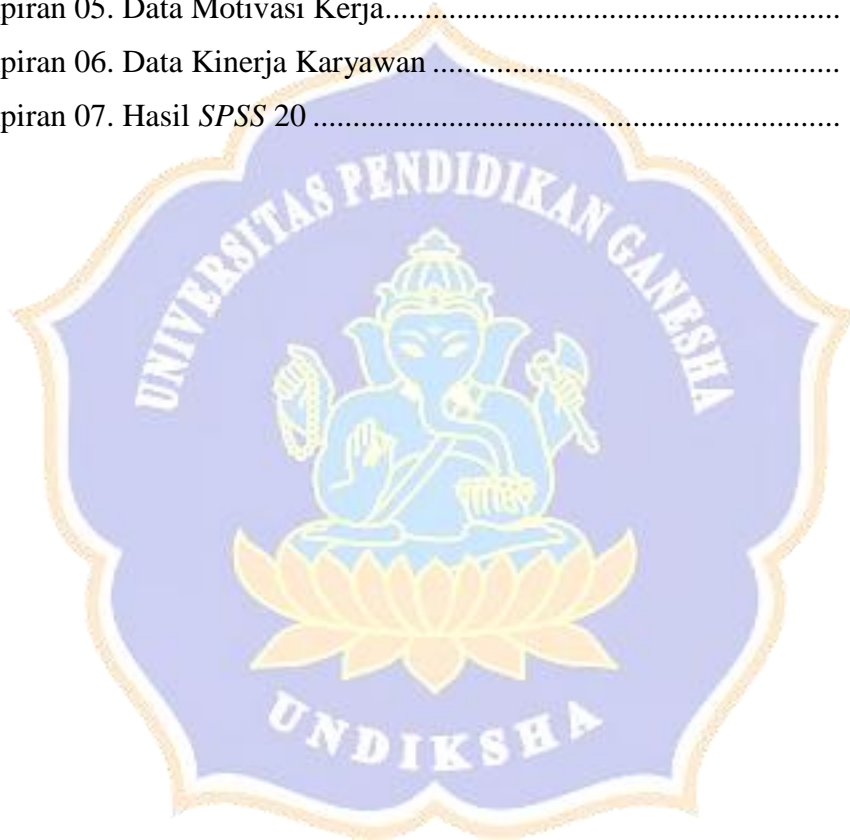 piran 05. Data Motivasi Kerja..........................................................
piran 06. Data Kinerja Karyawan ....................................................
piran 07. Hasil SPSS 20 ...................................................................
UNIVERSITAS PENDIDIKAN GANESHA
UNDIKSHA